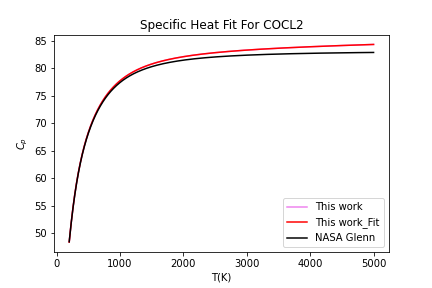 Specific Heat Fit For COCL2
85
80
75
70
65
60
55
50
C_p
0
1000
2000
3000
4000
5000
T(K)
This work
This work_Fit
NASA Glenn